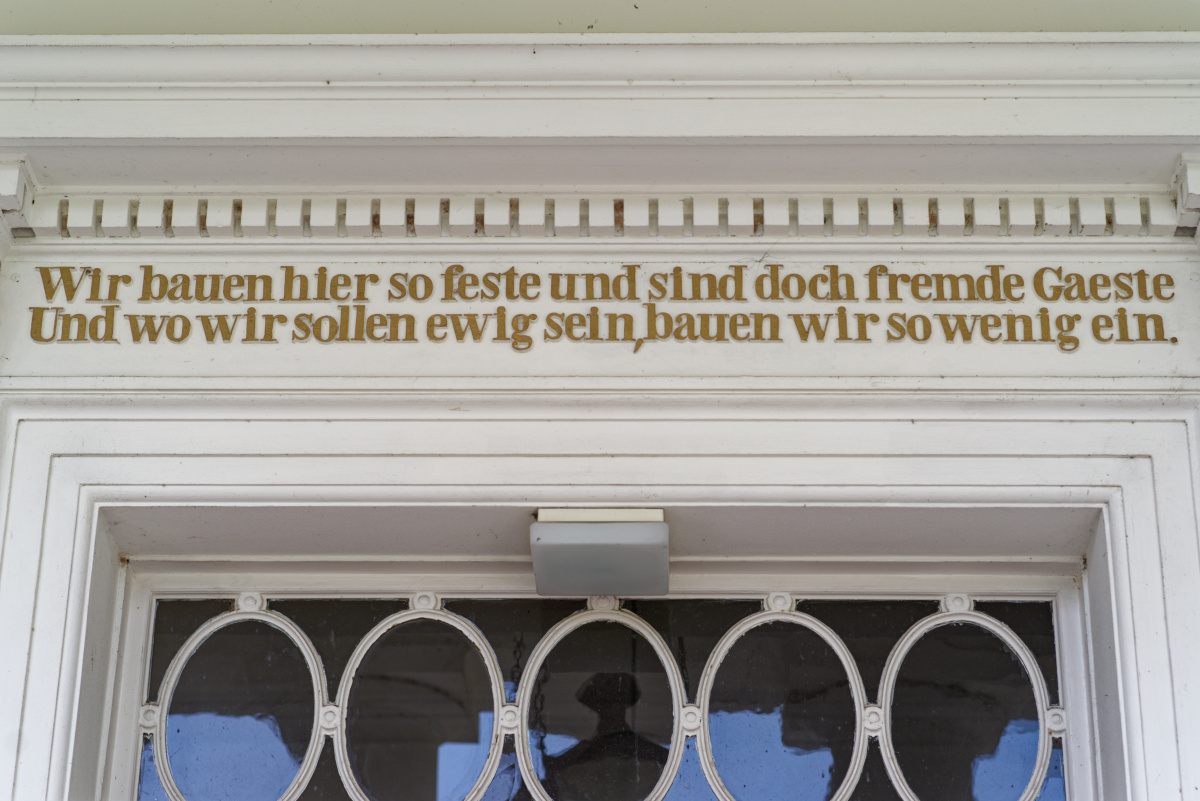 Wir bauen hier so feste und sind doch fremde Gaeste
Und wo wir sollen ewig sein, bauen wir so wenig ein.